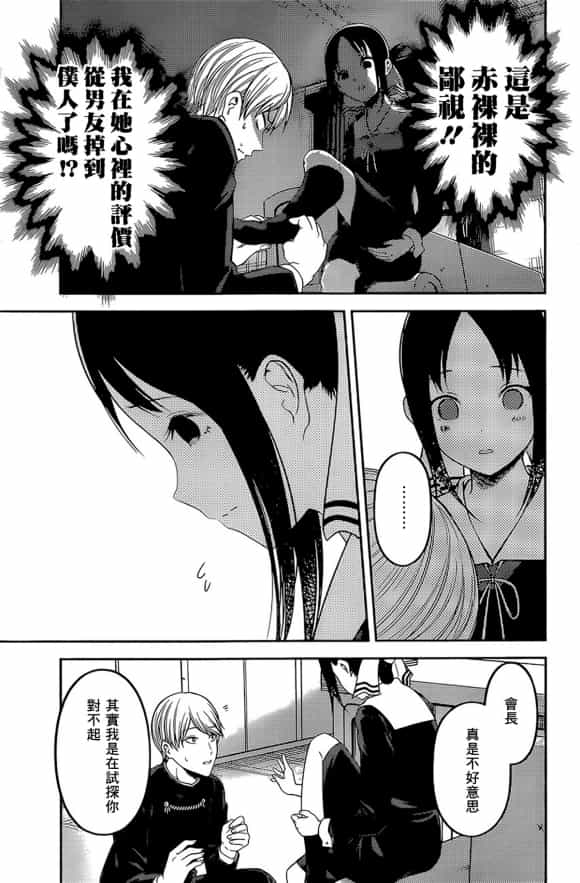 這是
赤裸裸的
鄙視!!
我在她心裡的評價
從男友掉到
僕人了嗎!?
………
會長
真是不好意思
其實我是在試探你
對不起